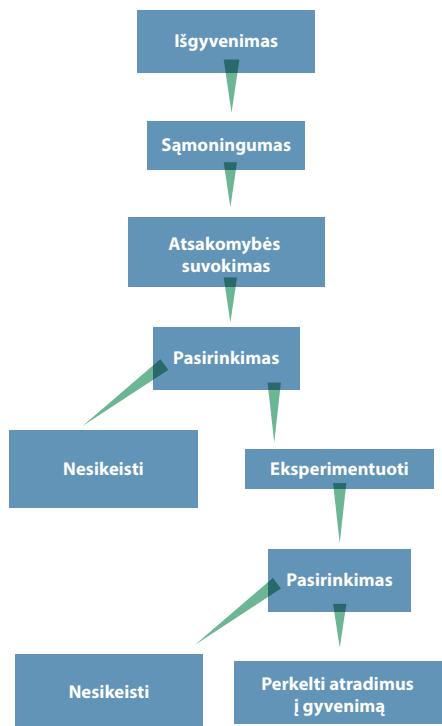 Išgyvenimas
Sąmoningumas
Atsakomybės
suvokimas
Pasirinkimas
Nesikeisti
Eksperimentuoti
Pasirinkimas
Nesikeisti
Perkelti atradimus
į gyvenimą